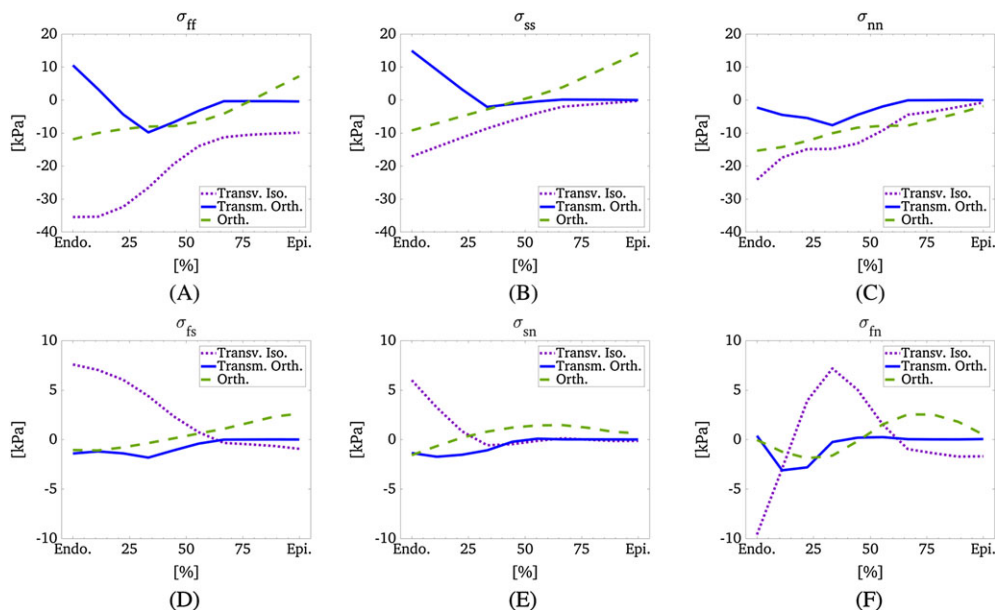 σff
20
10
0
-10
-20
-30
-40
[kPa]
Transv. Iso.
Transm. Orth.
Orth.
Endo. 25 50 75 Epi.
[%]
(A)
σss
20
10
0
-10
-20
-30
-40
[kPa]
Transv. Iso.
Transm. Orth.
Orth.
Endo. 25 50 75 Epi.
[%]
(B)
σnn
20
10
0
-10
-20
-30
-40
[kPa]
Transv. Iso.
Transm. Orth.
Orth.
Endo. 25 50 75 Epi.
[%]
(C)
σfs
10
5
0
-5
-10
[kPa]
Transv. Iso.
Transm. Orth.
Orth.
Endo. 25 50 75 Epi.
[%]
(D)
σsn
10
5
0
-5
-10
[kPa]
Transv. Iso.
Transm. Orth.
Orth.
Endo. 25 50 75 Epi.
[%]
(E)
σfn
10
5
0
-5
-10
[kPa]
Transv. Iso.
Transm. Orth.
Orth.
Endo. 25 50 75 Epi.
[%]
(F)